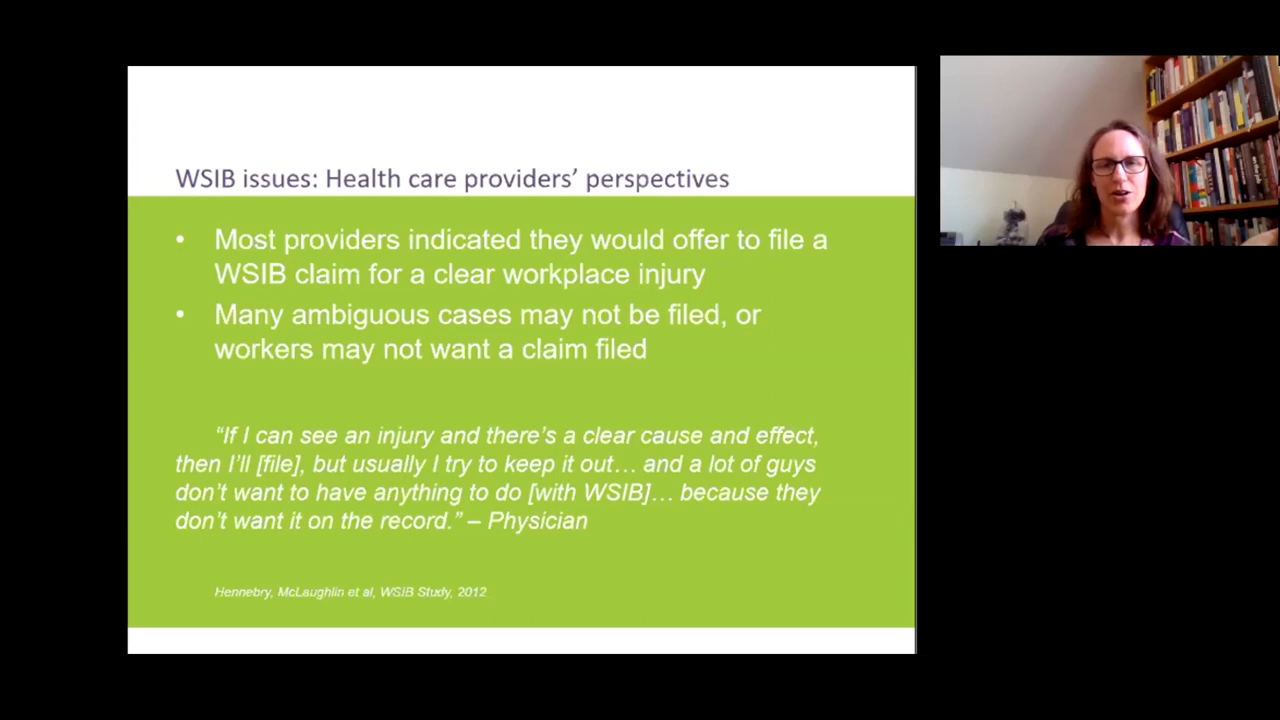 WSIB issues: Health care providers’ perspectives
• Most providers indicated they would offer to file a
WSIB claim for a clear workplace injury
• Many ambiguous cases may not be filed, or
workers may not want a claim filed
“If I can see an injury and there’s a clear cause and effect,
then I’ll [file], but usually I try to keep it out… and a lot of guys
don’t want to have anything to do [with WSIB]… because they
don’t want it on the record.” – Physician
Hennebry, McLaughlin et al, WSIB Study, 2012